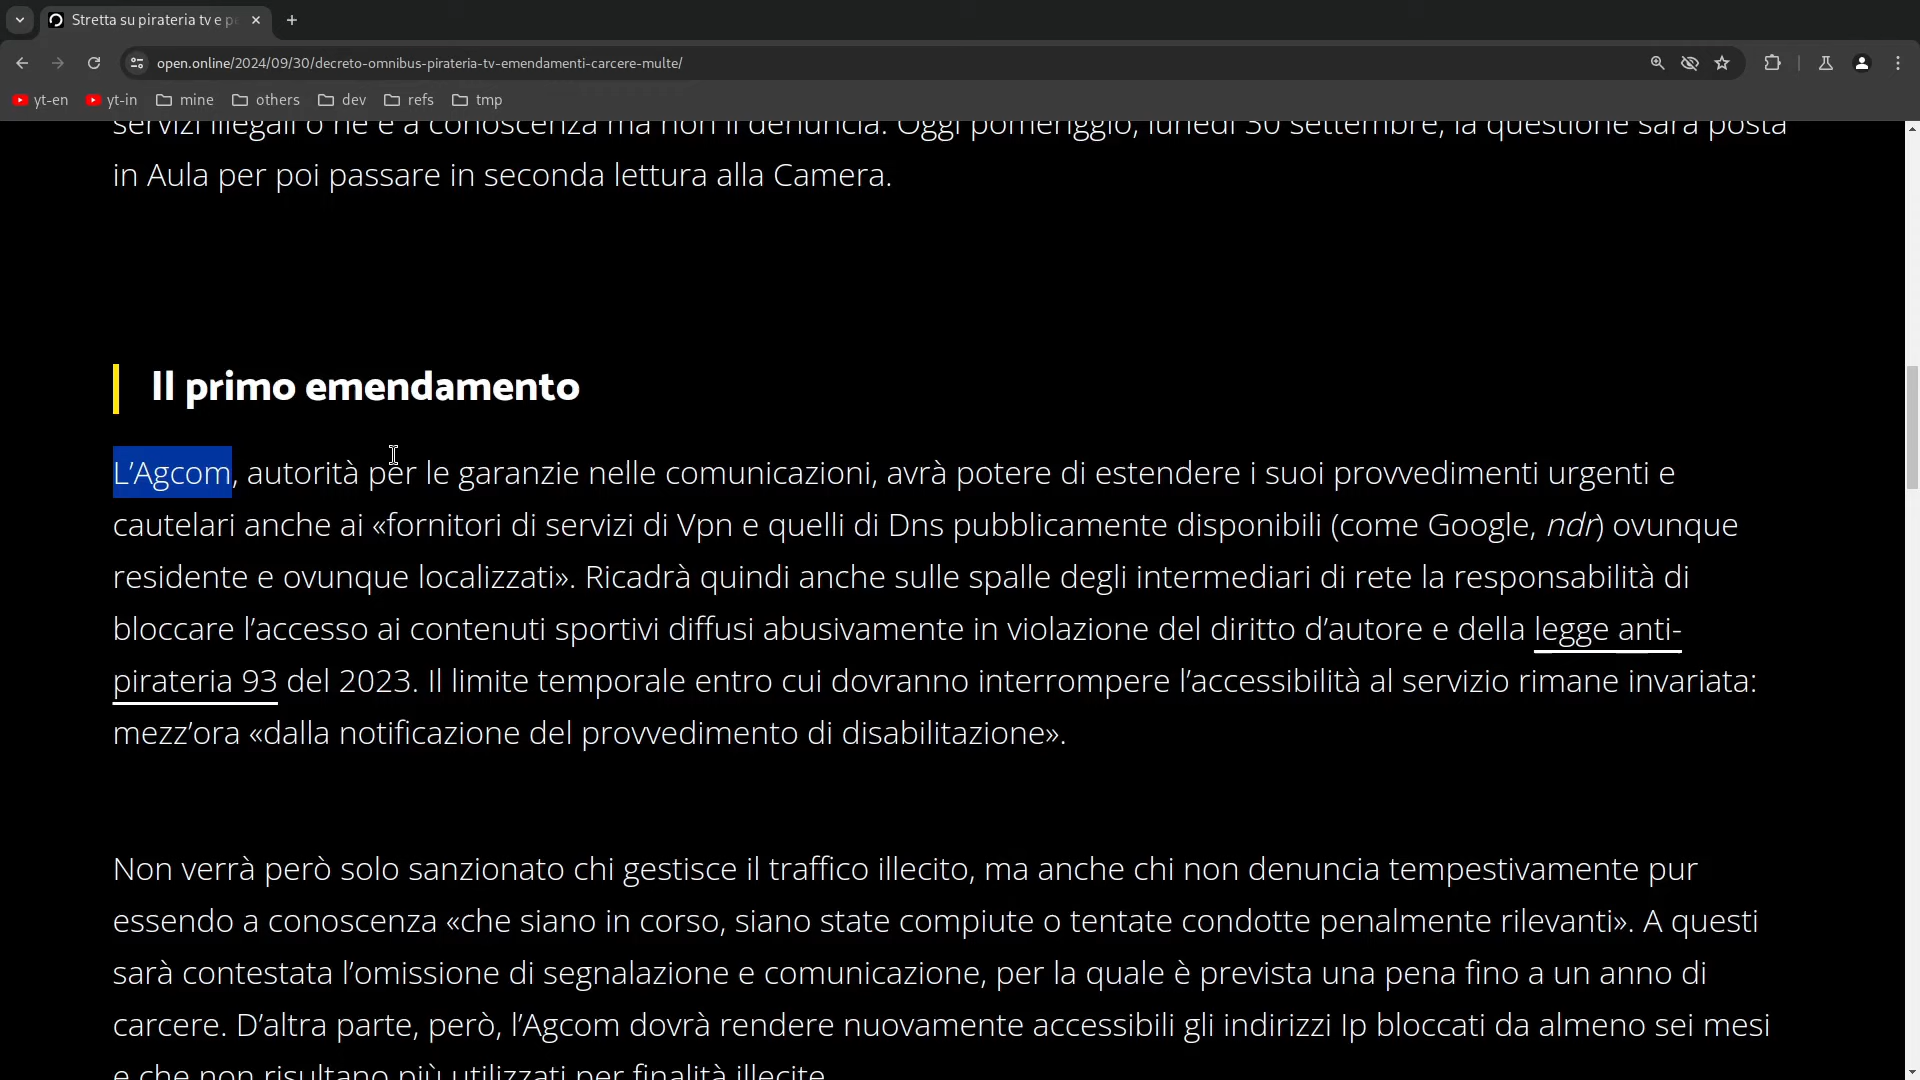 Stretta su pirateria tv e p
open.online/2024/09/30/decreto-omnibus-pirateria-tv-emendamenti-carcere-multe/
yt-en yt-in mine others dev refs tmp
servizi illegali o ne è a conoscenza ma non li denuncia. Oggi pomeriggio, lunedì 30 settembre, la questione sarà posta
in Aula per poi passare in seconda lettura alla Camera.
Il primo emendamento
L’Agcom, autorità per le garanzie nelle comunicazioni, avrà potere di estendere i suoi provvedimenti urgenti e
cautelari anche ai «fornitori di servizi di Vpn e quelli di Dns pubblicamente disponibili (come Google, ndr) ovunque
residente e ovunque localizzati». Ricadrà quindi anche sulle spalle degli intermediari di rete la responsabilità di
bloccare l’accesso ai contenuti sportivi diffusi abusivamente in violazione del diritto d’autore e della legge anti-
pirateria 93 del 2023. Il limite temporale entro cui dovranno interrompere l’accessibilità al servizio rimane invariata:
mezz’ora «dalla notificazione del provvedimento di disabilitazione».
Non verrà però solo sanzionato chi gestisce il traffico illecito, ma anche chi non denuncia tempestivamente pur
essendo a conoscenza «che siano in corso, siano state compiute o tentate condotte penalmente rilevanti». A questi
sarà contestata l’omissione di segnalazione e comunicazione, per la quale è prevista una pena fino a un anno di
carcere. D’altra parte, però, l’Agcom dovrà rendere nuovamente accessibili gli indirizzi Ip bloccati da almeno sei mesi
e che non risultano più utilizzati per finalità illecite.